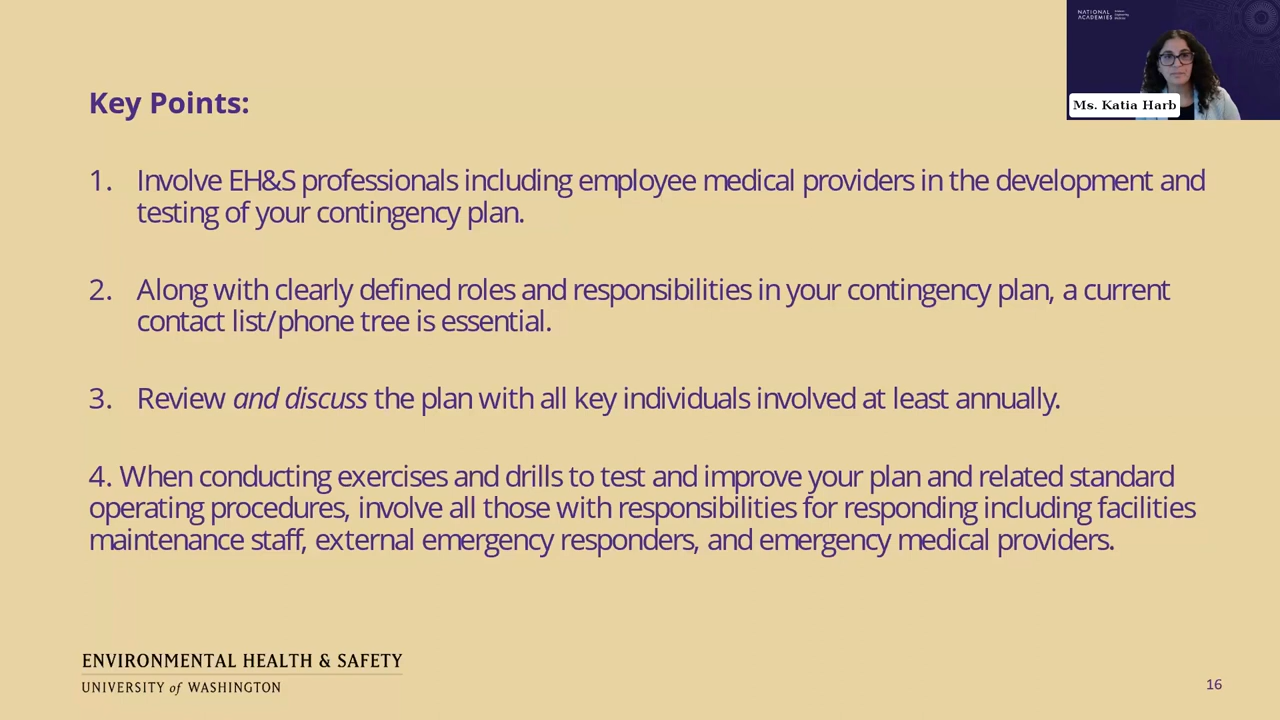 NATIONAL
ACADEMIES
Ms. Katia Harb
Key Points:
1. Involve EH&S professionals including employee medical providers in the development and
testing of your contingency plan.
2. Along with clearly defined roles and responsibilities in your contingency plan, a current
contact list/phone tree is essential.
3. Review and discuss the plan with all key individuals involved at least annually.
4. When conducting exercises and drills to test and improve your plan and related standard
operating procedures, involve all those with responsibilities for responding including facilities
maintenance staff, external emergency responders, and emergency medical providers.
ENVIRONMENTAL HEALTH & SAFETY
UNIVERSITY of WASHINGTON
16